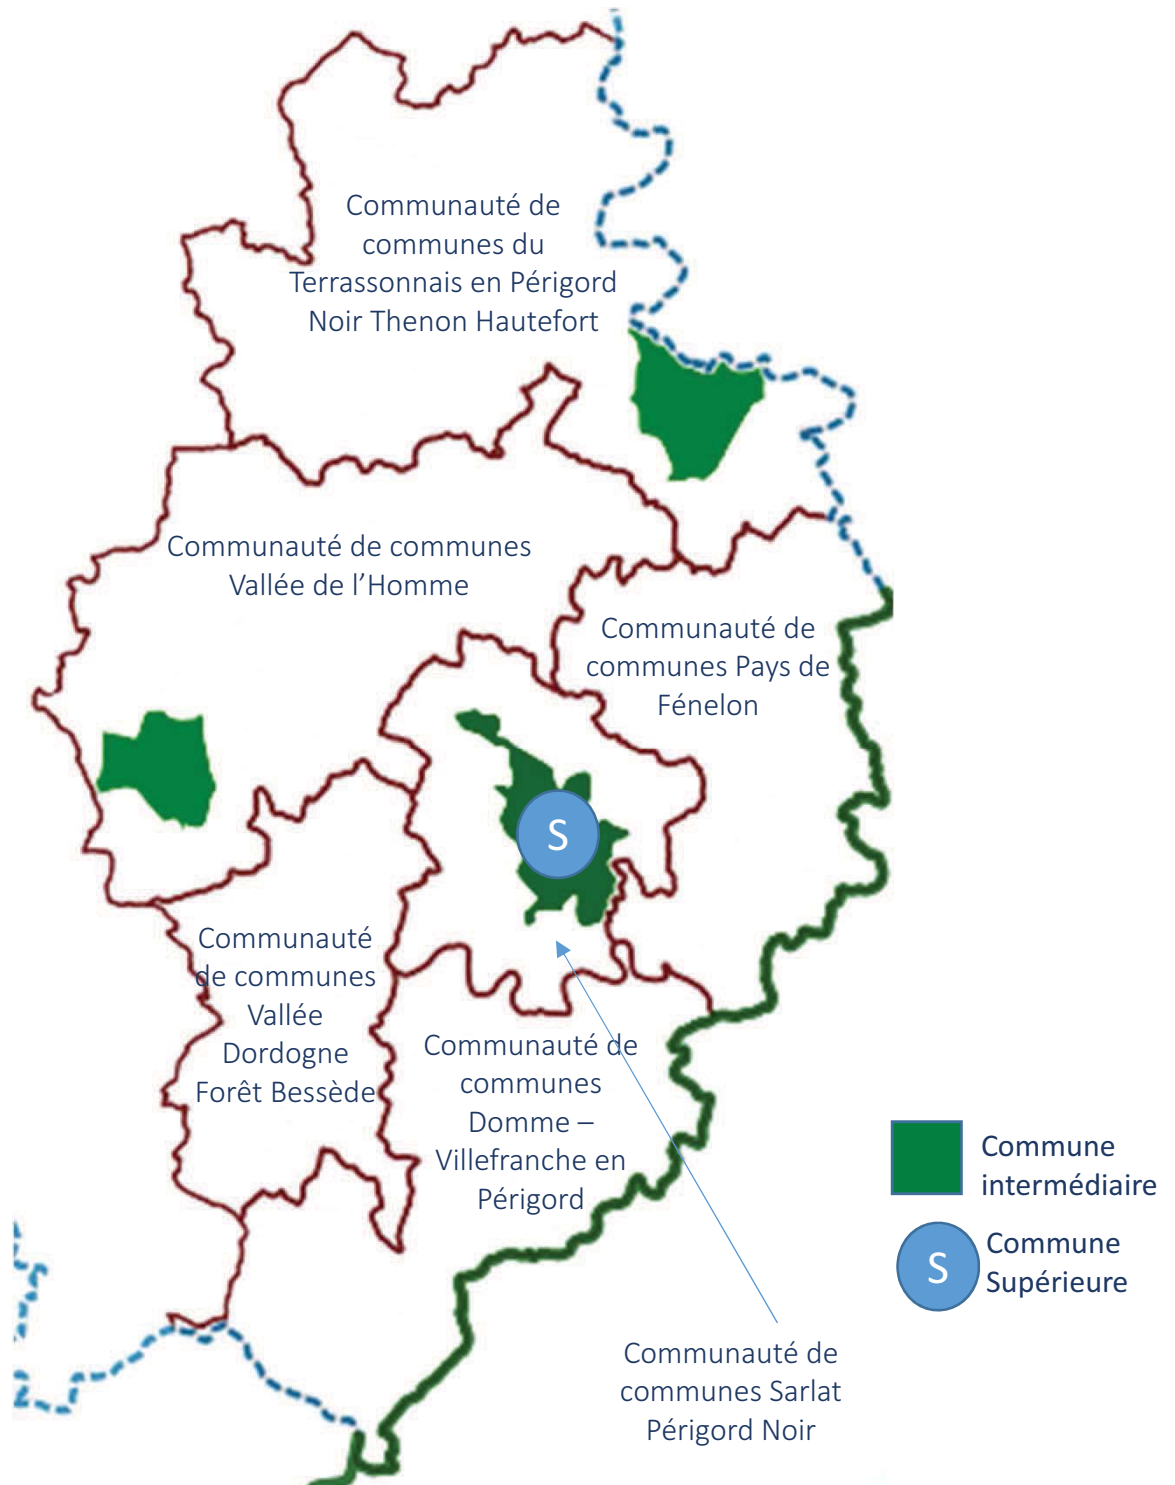 Communauté de
communes du
Terrassonnais en Périgord
Noir Thenon Hautefort
Communauté de communes
Vallée de l’Homme
Communauté de
communes Pays de
Fénelon
S
Communauté
de communes
Vallée
Dordogne
Forêt Bessède
Communauté de
communes
Domme –
Villefranche en
Périgord
Commune
intermédiaire
S
Commune
Supérieure
Communauté de
communes Sarlat
Périgord Noir